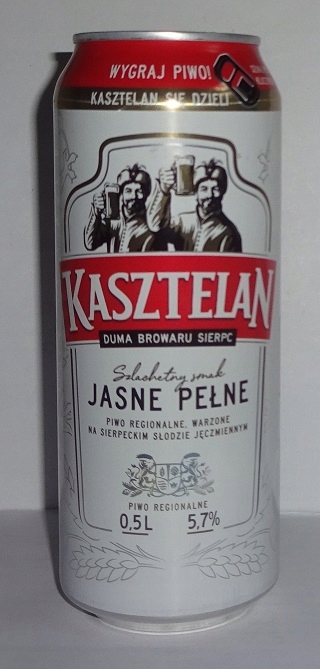 WYGRAJ PIWO!
KASZTELAN SIĘ DZIELI
KASZTELAN
DUMA BROWARU SIERPC
Szlachetny smak
JASNE PEŁNE
PIWO REGIONALNE, WARZONE
NA SIERPECKIM SŁODZIE JĘCZMIENNYM
PIWO REGIONALNE
0,5L 5,7%